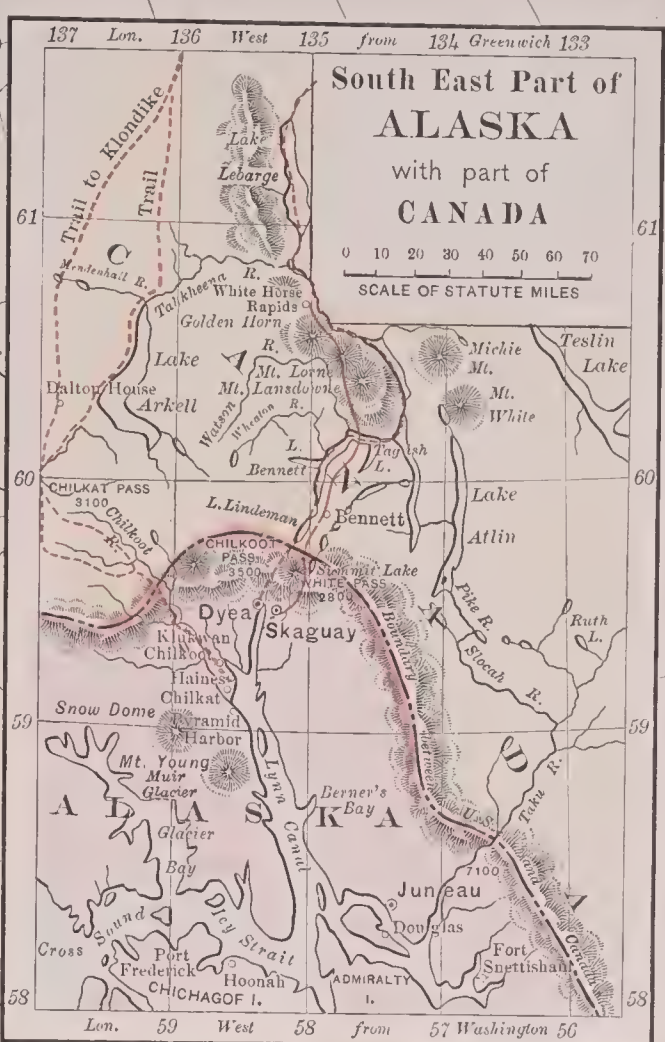 137 Lon. 136 West 135 from 134 Greenwich 133
South East Part of
ALASKA
with part of
CANADA
0 10 20 30 40 50 60 70
SCALE OF STATUTE MILES
Trail to Klondike
Trail
Lake
Lebarge
61
61
C
Mendenhall R.
Tahkheena R.
White Horse
Rapids
Golden Horn
R.
Michie
Mt.
Teslin
Lake
Lake
Arkell
A
Mt. Lorne
Mt.
Lansdowne
Mt.
White
Dalton House
Watson
Wheaton
R.
L.
Bennett
Tagish
L.
60
60
CHILKAT PASS
3100
Chilkoot
R.
L. Lindeman
N
Bennett
Lake
Atlin
CHILKOOT
PASS
3500
Summit Lake
WHITE PASS
2800
Dyea
Skaguay
A
Pike R.
Ruth
L.
Klukwan
Chilkoot
Slocah R.
Haines
Chilkat
Boundary between U.S. and Canada
59
59
Snow Dome
Pyramid
Harbor
Mt. Young
Muir
Glacier
Lynn Canal
Berner's
Bay
D
Taku R.
ALASKA
Glacier
Bay
7100
A
Juneau
Douglas
Cross Sound
Icy Strait
Port
Frederick
Hoonah
CHICHAGOF I.
ADMIRALTY
I.
Fort
Snettisham
58
58
Lon. 59 West 58 from 57 Washington 56